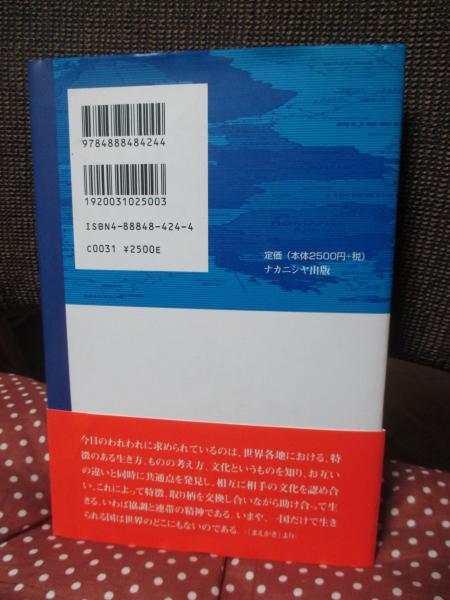 9784888484244
1920031025003
ISBN4-88848-424-4
C0031 ¥2500E
定価（本体2500円+税）
ナカニシヤ出版
今日のわれわれに求められているのは、世界各地における、特
徴のある生き方、ものの考え方、文化というものを知り、お互い
の違いと同時に共通点を発見し、相互に相手の文化を認め合
い、これによって特徴、取り柄を交換し合いながら助け合って生
きる、いわば協調と連帯の精神である。いまや、一国だけで生き
られる国は世界のどこにもないのである。（「まえがき」より）